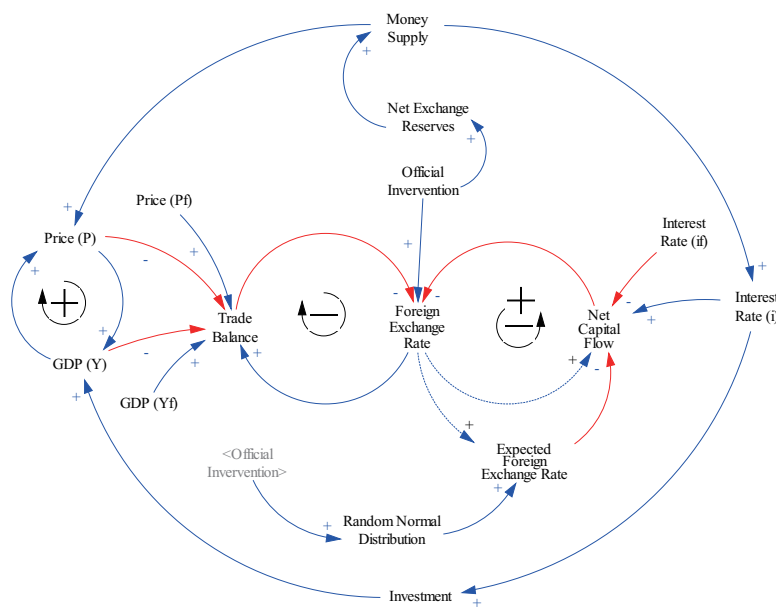 Money
Supply
+
+
Net Exchange
Reserves
+
Official
Invervention
Price (Pf)
Interest
Rate (if)
+
Price (P)
+
+
+
-
+
+
+
-
-
-
+
Interest
Rate (i)
Trade
Balance
Foreign
Exchange
Rate
Net
Capital
Flow
+
-
+
+
-
+
-
+
+
-
GDP (Y)
+
+
GDP (Yf)
+
Expected
Foreign
Exchange Rate
<Official
Invervention>
+
+
Random Normal
Distribution
Investment
+